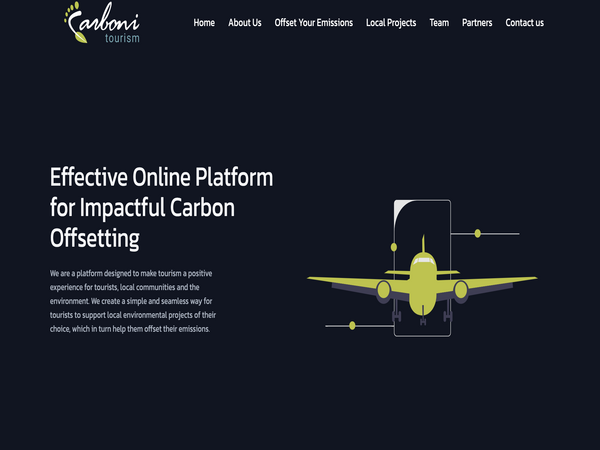 Carboni
tourism
Home About Us Offset Your Emissions Local Projects Team Partners Contact us
Effective Online Platform
for Impactful Carbon
Offsetting
We are a platform designed to make tourism a positive
experience for tourists, local communities and the
environment. We create a simple and seamless way for
tourists to support local environmental projects of their
choice, which in turn help them offset their emissions.